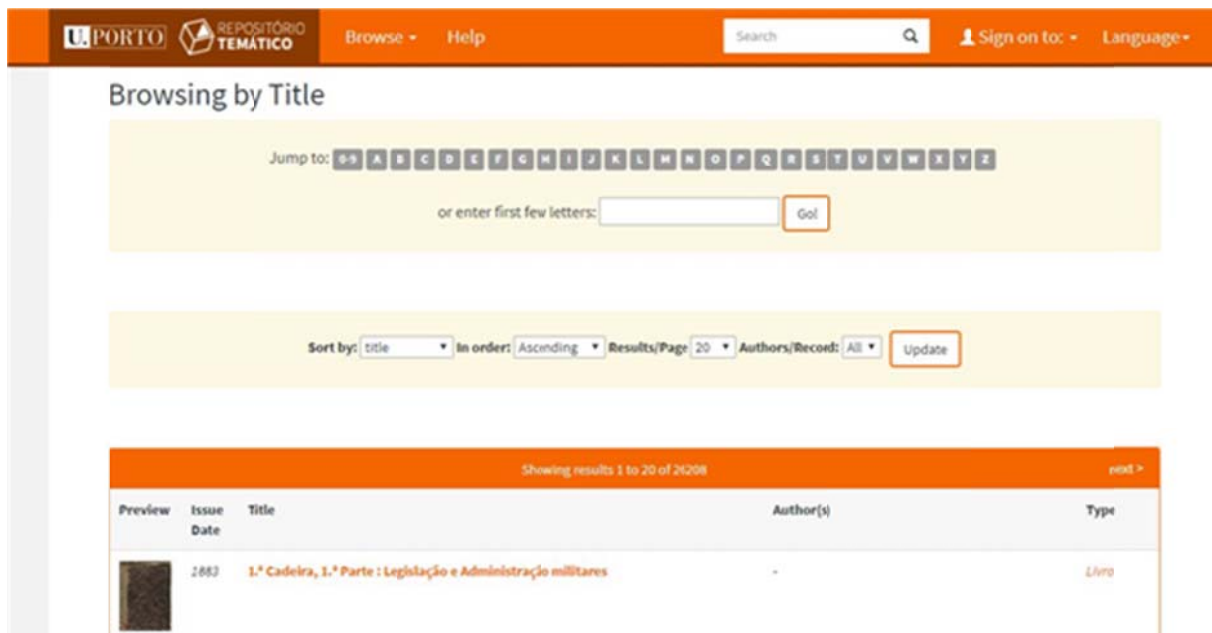 U. PORTO REPOSITÓRIO TEMÁTICO Browse Help Search Sign on to: Language
Browsing by Title
Jump to: 0-9 A B C D E F G H I J K L M N O P Q R S T U V W X Y Z
or enter first few letters: Go!
Sort by: title In order: Ascending Results/Page 20 Authors/Record: All Update
Showing results 1 to 20 of 26208 next >
Preview Issue Date Title Author(s) Type
1883 1.ª Cadeira, 1.ª Parte : Legislação e Administração militares - Livro